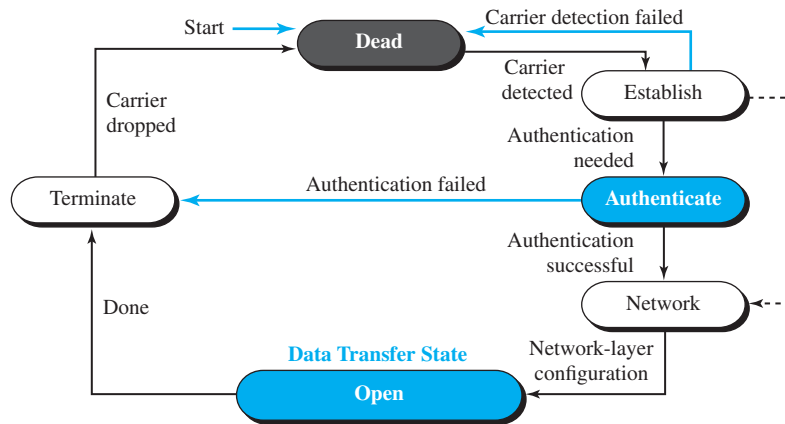 Carrier detection failed
Start
Dead
Carrier
detected
Establish
Carrier
dropped
Authentication
needed
Authentication failed
Terminate
Authenticate
Authentication
successful
Network
Done
Data Transfer State
Network-layer
configuration
Open